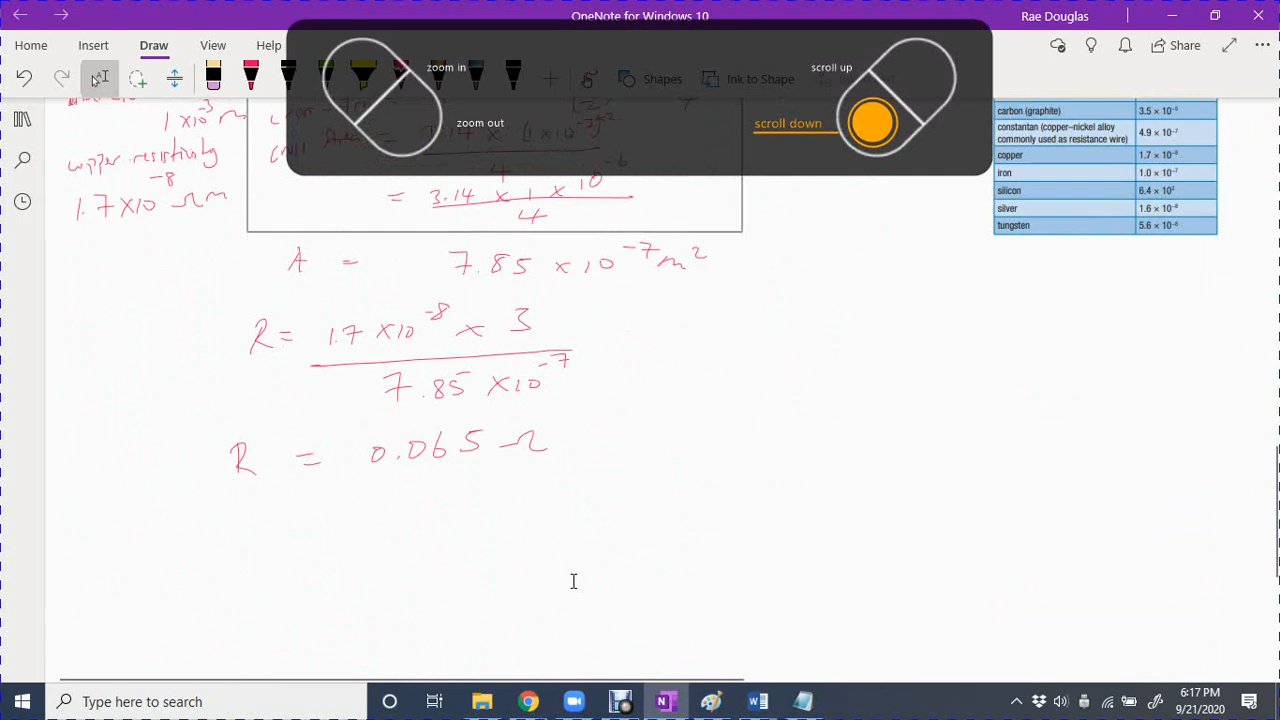 OneNote for Windows 10
Rae Douglas
Home Insert Draw View Help
Share
zoom in
zoom out
scroll up
scroll down
Shapes
Ink to Shape
1 x10 -3 m
copper resistivity
1.7 x10 -8 Ωm
= 3.14 x 1 x 10 -6
4
A = 7.85 x10 -7 m 2
R = 1.7 x10 -8 x 3
7.85 x10 -7
R = 0.065 Ω
carbon (graphite) 3.5 × 10⁻⁵
constantan (copper–nickel alloy
commonly used as resistance wire) 4.9 × 10⁻⁷
copper 1.7 × 10⁻⁸
iron 1.0 × 10⁻⁷
silicon 6.4 × 10²
silver 1.6 × 10⁻⁸
tungsten 5.6 × 10⁻⁸
Type here to search
6:17 PM
9/21/2020